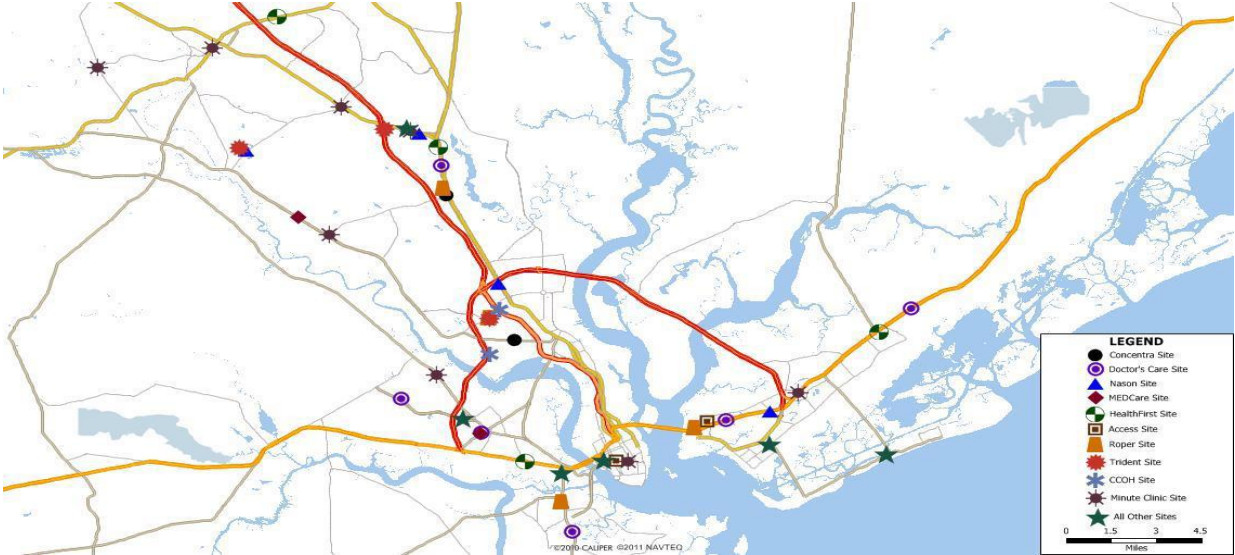 LEGEND
Concentra Site
Doctor's Care Site
Nason Site
MEDCare Site
HealthFirst Site
Access Site
Roper Site
Trident Site
CCOH Site
Minute Clinic Site
All Other Sites
0 1.5 3 4.5
Miles
©2010 CALIPER ©2011 NAVTEQ